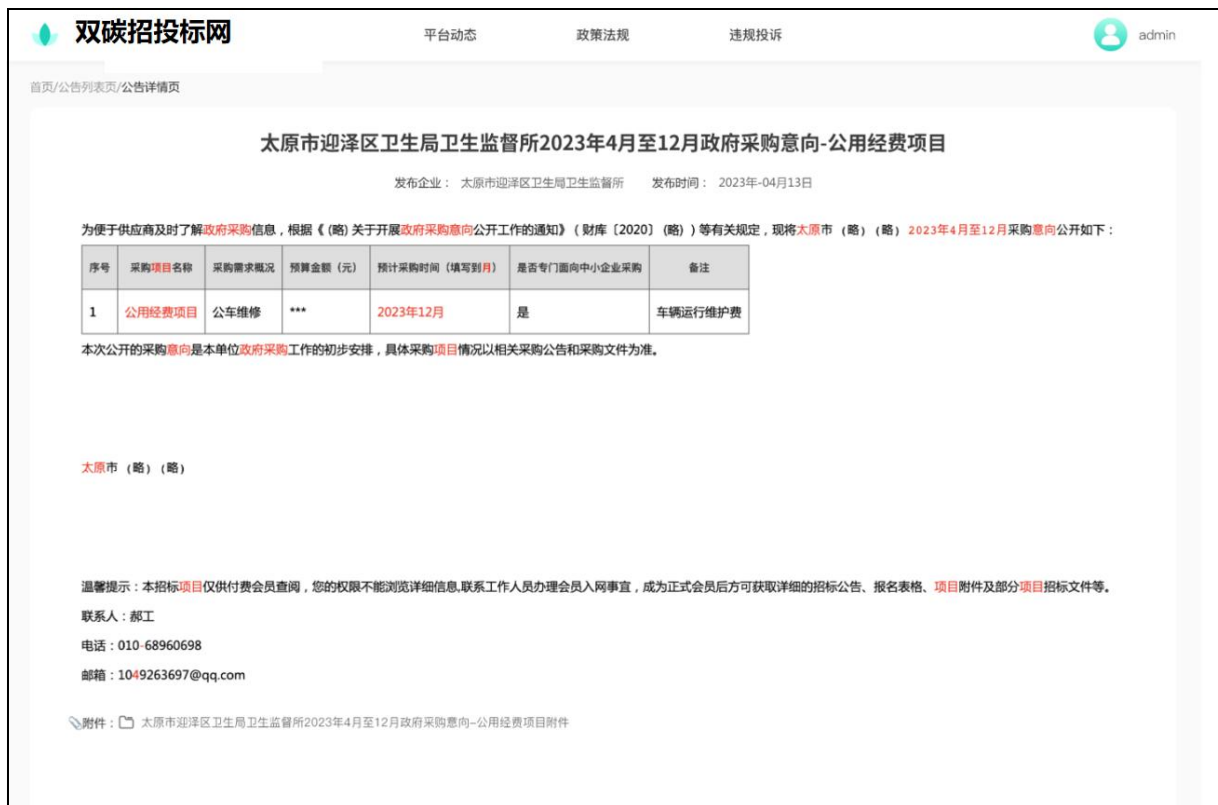 双碳招投标网 平台动态 政策法规 违规投诉 admin
首页/公告列表页/公告详情页
太原市迎泽区卫生局卫生监督所2023年4月至12月政府采购意向-公用经费项目
发布企业： 太原市迎泽区卫生局卫生监督所 发布时间： 2023年-04月13日
为便于供应商及时了解政府采购信息，根据《（略）关于开展政府采购意向公开工作的通知》（财库〔2020〕（略））等有关规定，现将太原市 （略）（略） 2023年4月至12月采购意向公开如下：
序号 采购项目名称 采购需求概况 预算金额（元） 预计采购时间（填写到月） 是否专门面向中小企业采购 备注
1 公用经费项目 公车维修 *** 2023年12月 是 车辆运行维护费
本次公开的采购意向是本单位政府采购工作的初步安排，具体采购项目情况以相关采购公告和采购文件为准。
太原市 （略）（略）
温馨提示：本招标项目仅供付费会员查阅，您的权限不能浏览详细信息,联系工作人员办理会员入网事宜，成为正式会员后方可获取详细的招标公告、报名表格、项目附件及部分项目招标文件等。
联系人：郝工
电话：010-68960698
邮箱：1049263697@qq.com
附件： 太原市迎泽区卫生局卫生监督所2023年4月至12月政府采购意向-公用经费项目附件